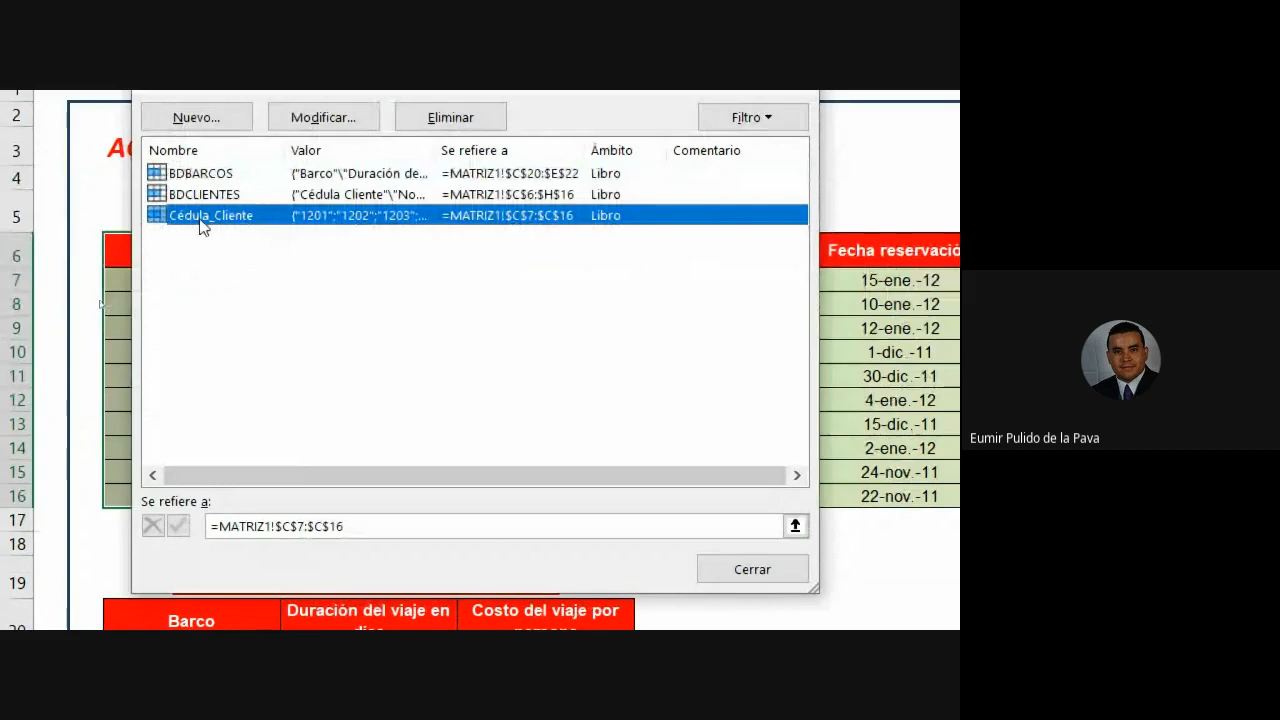 1
2
Nuevo... Modificar... Eliminar Filtro
3
Nombre Valor Se refiere a Ámbito Comentario
4
BDBARCOS {"Barco"\"Duración de... =MATRIZ1!$C$20:$E$22 Libro
BDCLIENTES {"Cédula Cliente"\"No... =MATRIZ1!$C$6:$H$16 Libro
5
Cédula_Cliente {"1201";"1202";"1203";... =MATRIZ1!$C$7:$C$16 Libro
6 Fecha reservació
7 15-ene.-12
8 10-ene.-12
9 12-ene.-12
10 1-dic.-11
11 30-dic.-11
12 4-ene.-12
13 15-dic.-11
14 2-ene.-12
15 24-nov.-11
16 22-nov.-11
Se refiere a:
17
=MATRIZ1!$C$7:$C$16
18
Cerrar
19
Barco Duración del viaje en Costo del viaje por
Eumir Pulido de la Pava